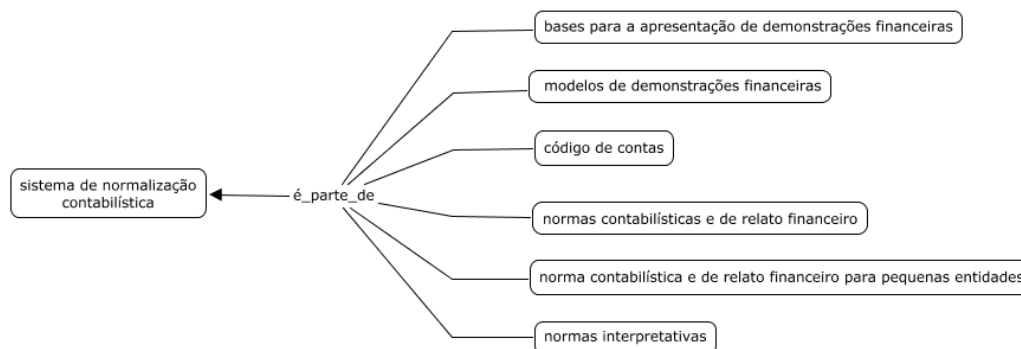 bases para a apresentação de demonstrações financeiras
modelos de demonstrações financeiras
código de contas
sistema de normalização
contabilística
é_parte_de
normas contabilísticas e de relato financeiro
norma contabilística e de relato financeiro para pequenas entidades
normas interpretativas